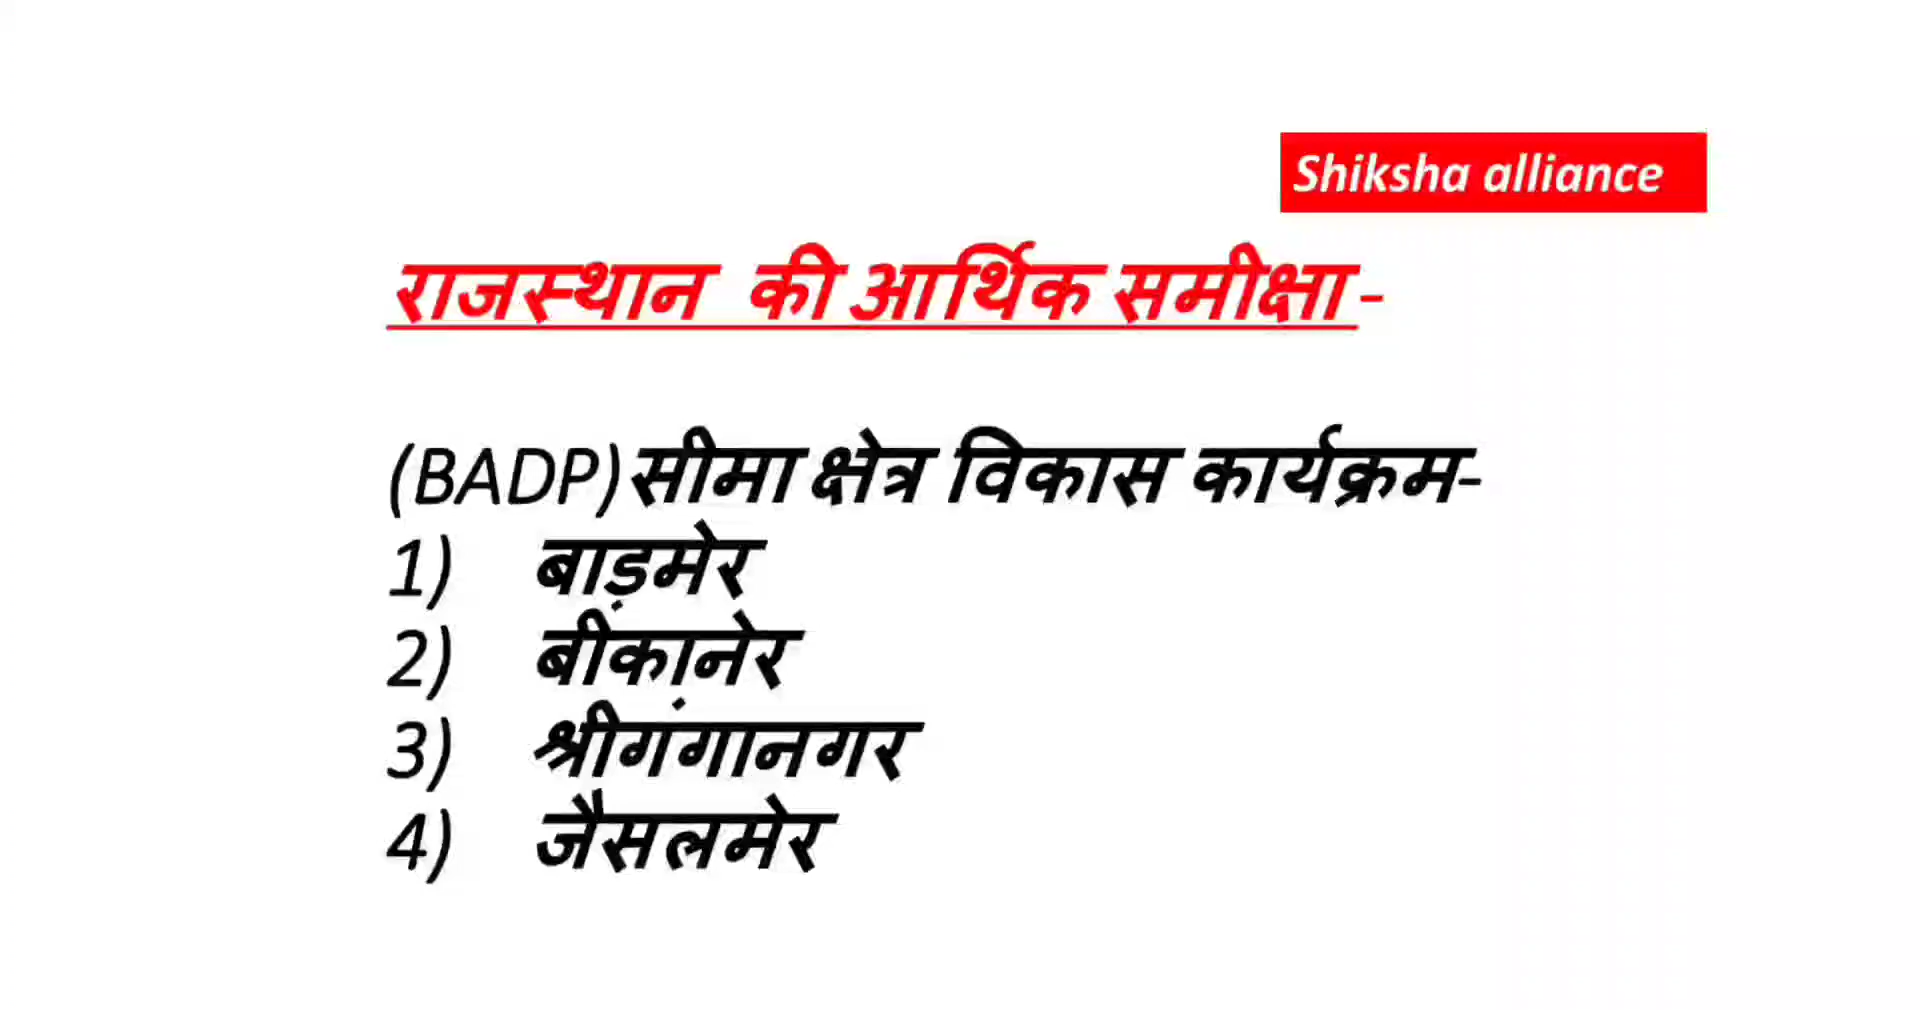 Shiksha alliance
राजस्थान की आर्थिक समीक्षा-
(BADP)सीमा क्षेत्र विकास कार्यक्रम-
1) बाड़मेर
2) बीकानेर
3) श्रीगंगानगर
4) जैसलमेर